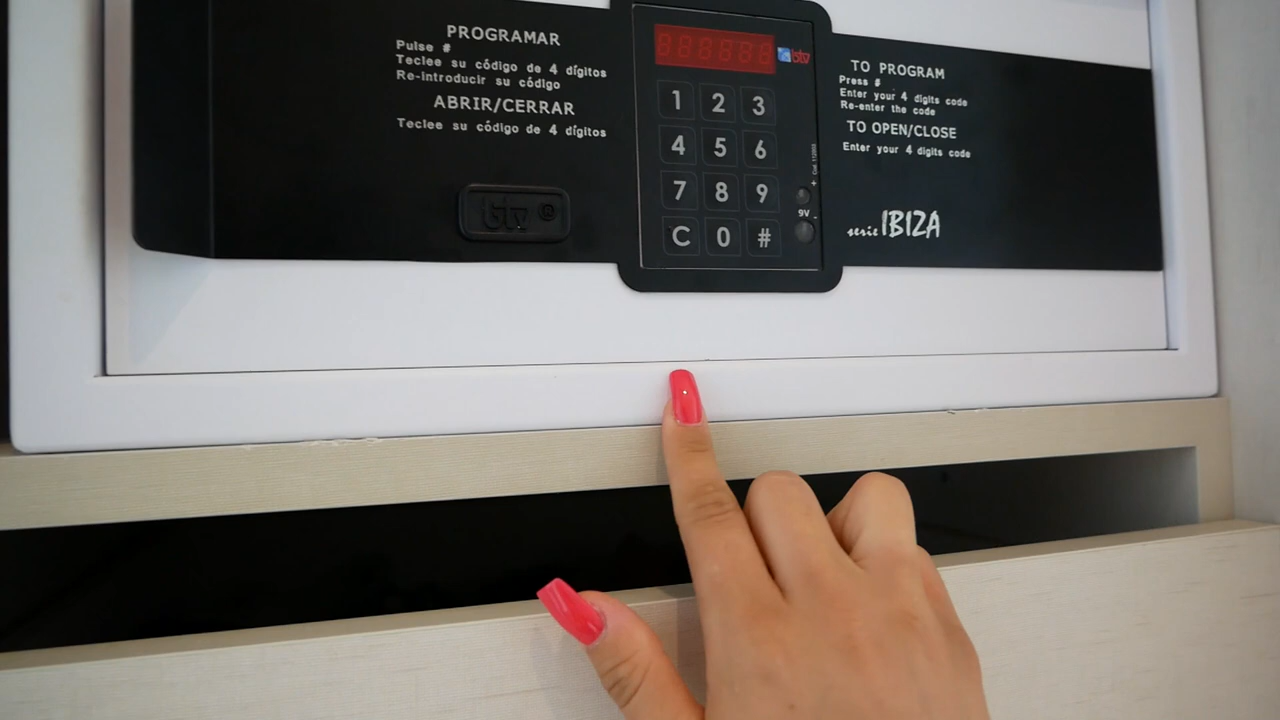 PROGRAMAR
Pulse #
Teclee su código de 4 dígitos
Re-introducir su código
ABRIR/CERRAR
Teclee su código de 4 dígitos
btv ®
888888
btv
1 2 3
4 5 6
7 8 9
C 0 #
+
9V -
TO PROGRAM
Press #
Enter your 4 digits code
Re-enter the code
TO OPEN/CLOSE
Enter your 4 digits code
serie IBIZA